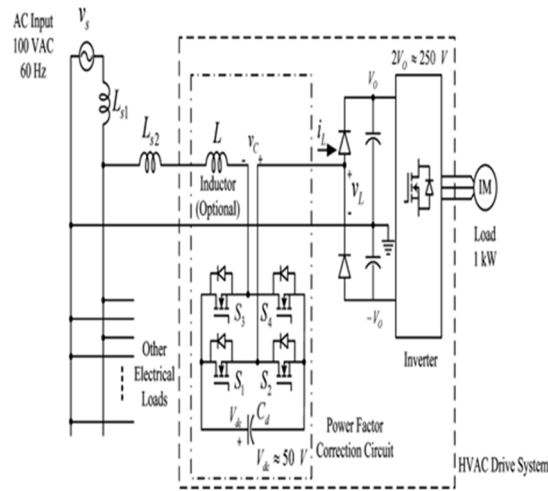 AC Input
100 VAC
60 Hz
v_s
L_s1
L_s2
L
Inductor
(Optional)
-
v_C
+
i_L
+
v_L
-
V_O
2V_O ≈ 250 V
-V_O
IM
Load
1 kW
Inverter
S_3
S_4
S_1
S_2
V_dc
+
C_d
V_dc ≈ 50 V
Other
Electrical
Loads
Power Factor
Correction Circuit
HVAC Drive System